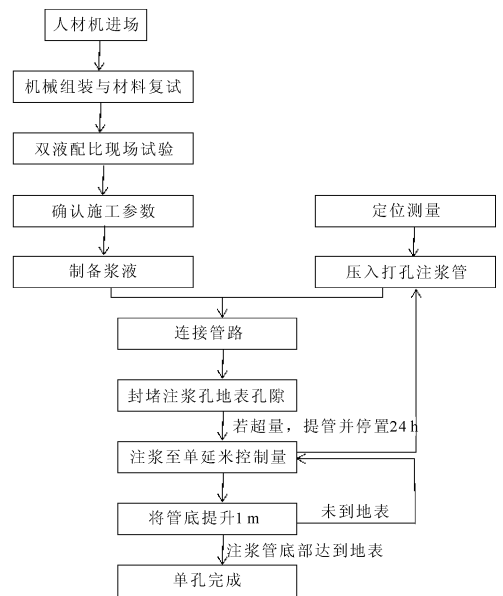 人材机进场
机械组装与材料复试
双液配比现场试验
确认施工参数
定位测量
制备浆液
压入打孔注浆管
连接管路
封堵注浆孔地表孔隙
若超量，提管并停置24 h
注浆至单延米控制量
将管底提升1 m
未到地表
注浆管底部达到地表
单孔完成